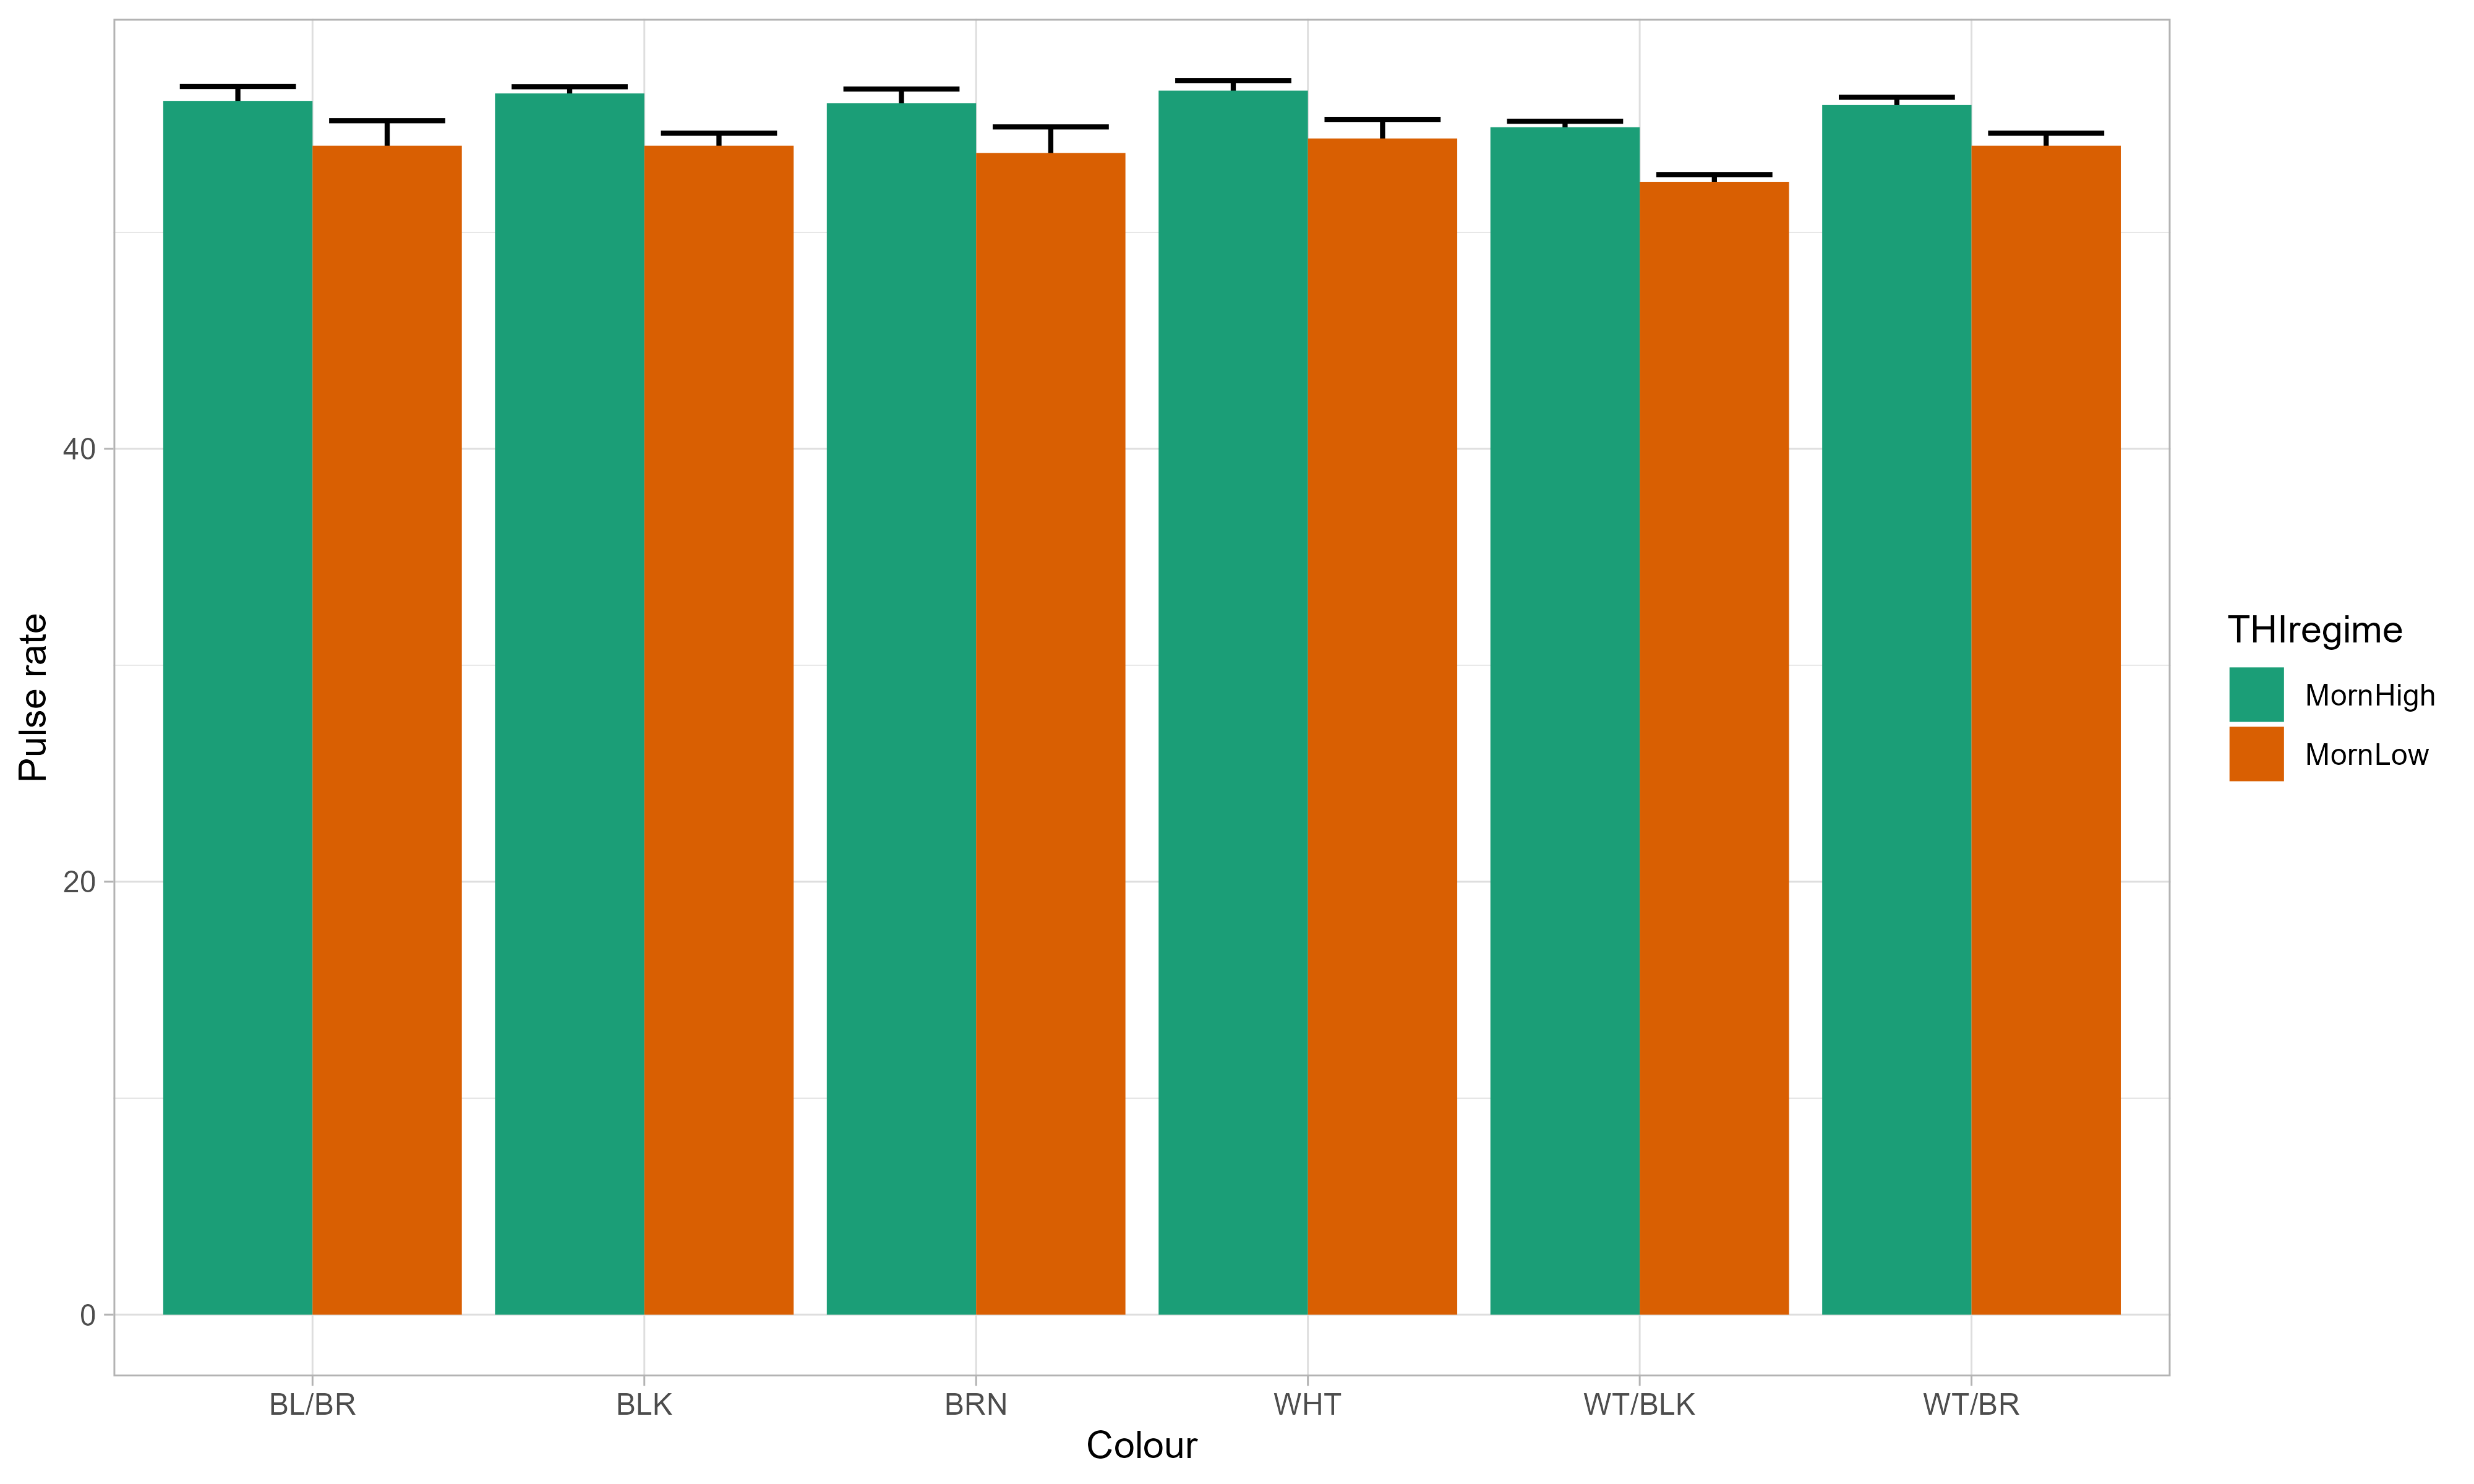 40
20
0
Pulse rate
BL/BR BLK BRN WHT WT/BLK WT/BR
Colour
THIregime
MornHigh
MornLow